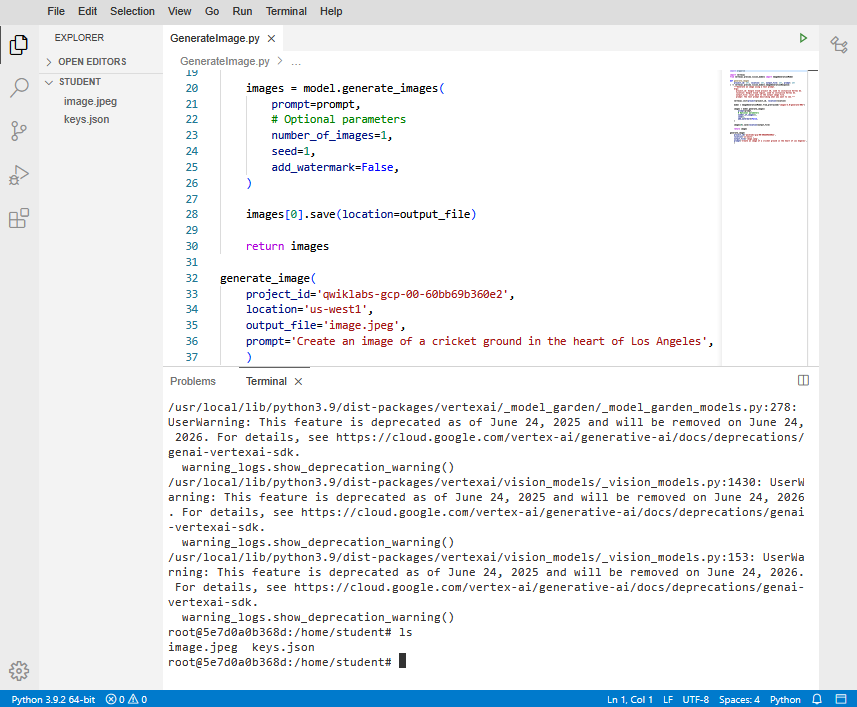 File Edit Selection View Go Run Terminal Help
EXPLORER
OPEN EDITORS
STUDENT
image.jpeg
keys.json
GenerateImage.py
GenerateImage.py > ...
19
20 images = model.generate_images(
21 prompt=prompt,
22 # Optional parameters
23 number_of_images=1,
24 seed=1,
25 add_watermark=False,
26 )
27
28 images[0].save(location=output_file)
29
30 return images
31
32 generate_image(
33 project_id='qwiklabs-gcp-00-60bb69b360e2',
34 location='us-west1',
35 output_file='image.jpeg',
36 prompt='Create an image of a cricket ground in the heart of Los Angeles',
37 )
Problems Terminal
/usr/local/lib/python3.9/dist-packages/vertexai/_model_garden/_model_garden_models.py:278:
UserWarning: This feature is deprecated as of June 24, 2025 and will be removed on June 24,
2026. For details, see https://cloud.google.com/vertex-ai/generative-ai/docs/deprecations/
genai-vertexai-sdk.
warning_logs.show_deprecation_warning()
/usr/local/lib/python3.9/dist-packages/vertexai/vision_models/_vision_models.py:1430: UserW
arning: This feature is deprecated as of June 24, 2025 and will be removed on June 24, 2026
. For details, see https://cloud.google.com/vertex-ai/generative-ai/docs/deprecations/genai
-vertexai-sdk.
warning_logs.show_deprecation_warning()
/usr/local/lib/python3.9/dist-packages/vertexai/vision_models/_vision_models.py:153: UserWa
rning: This feature is deprecated as of June 24, 2025 and will be removed on June 24, 2026.
For details, see https://cloud.google.com/vertex-ai/generative-ai/docs/deprecations/genai-
vertexai-sdk.
warning_logs.show_deprecation_warning()
root@5e7d0a0b368d:/home/student# ls
image.jpeg keys.json
root@5e7d0a0b368d:/home/student#
Python 3.9.2 64-bit 0 0 Ln 1, Col 1 LF UTF-8 Spaces: 4 Python